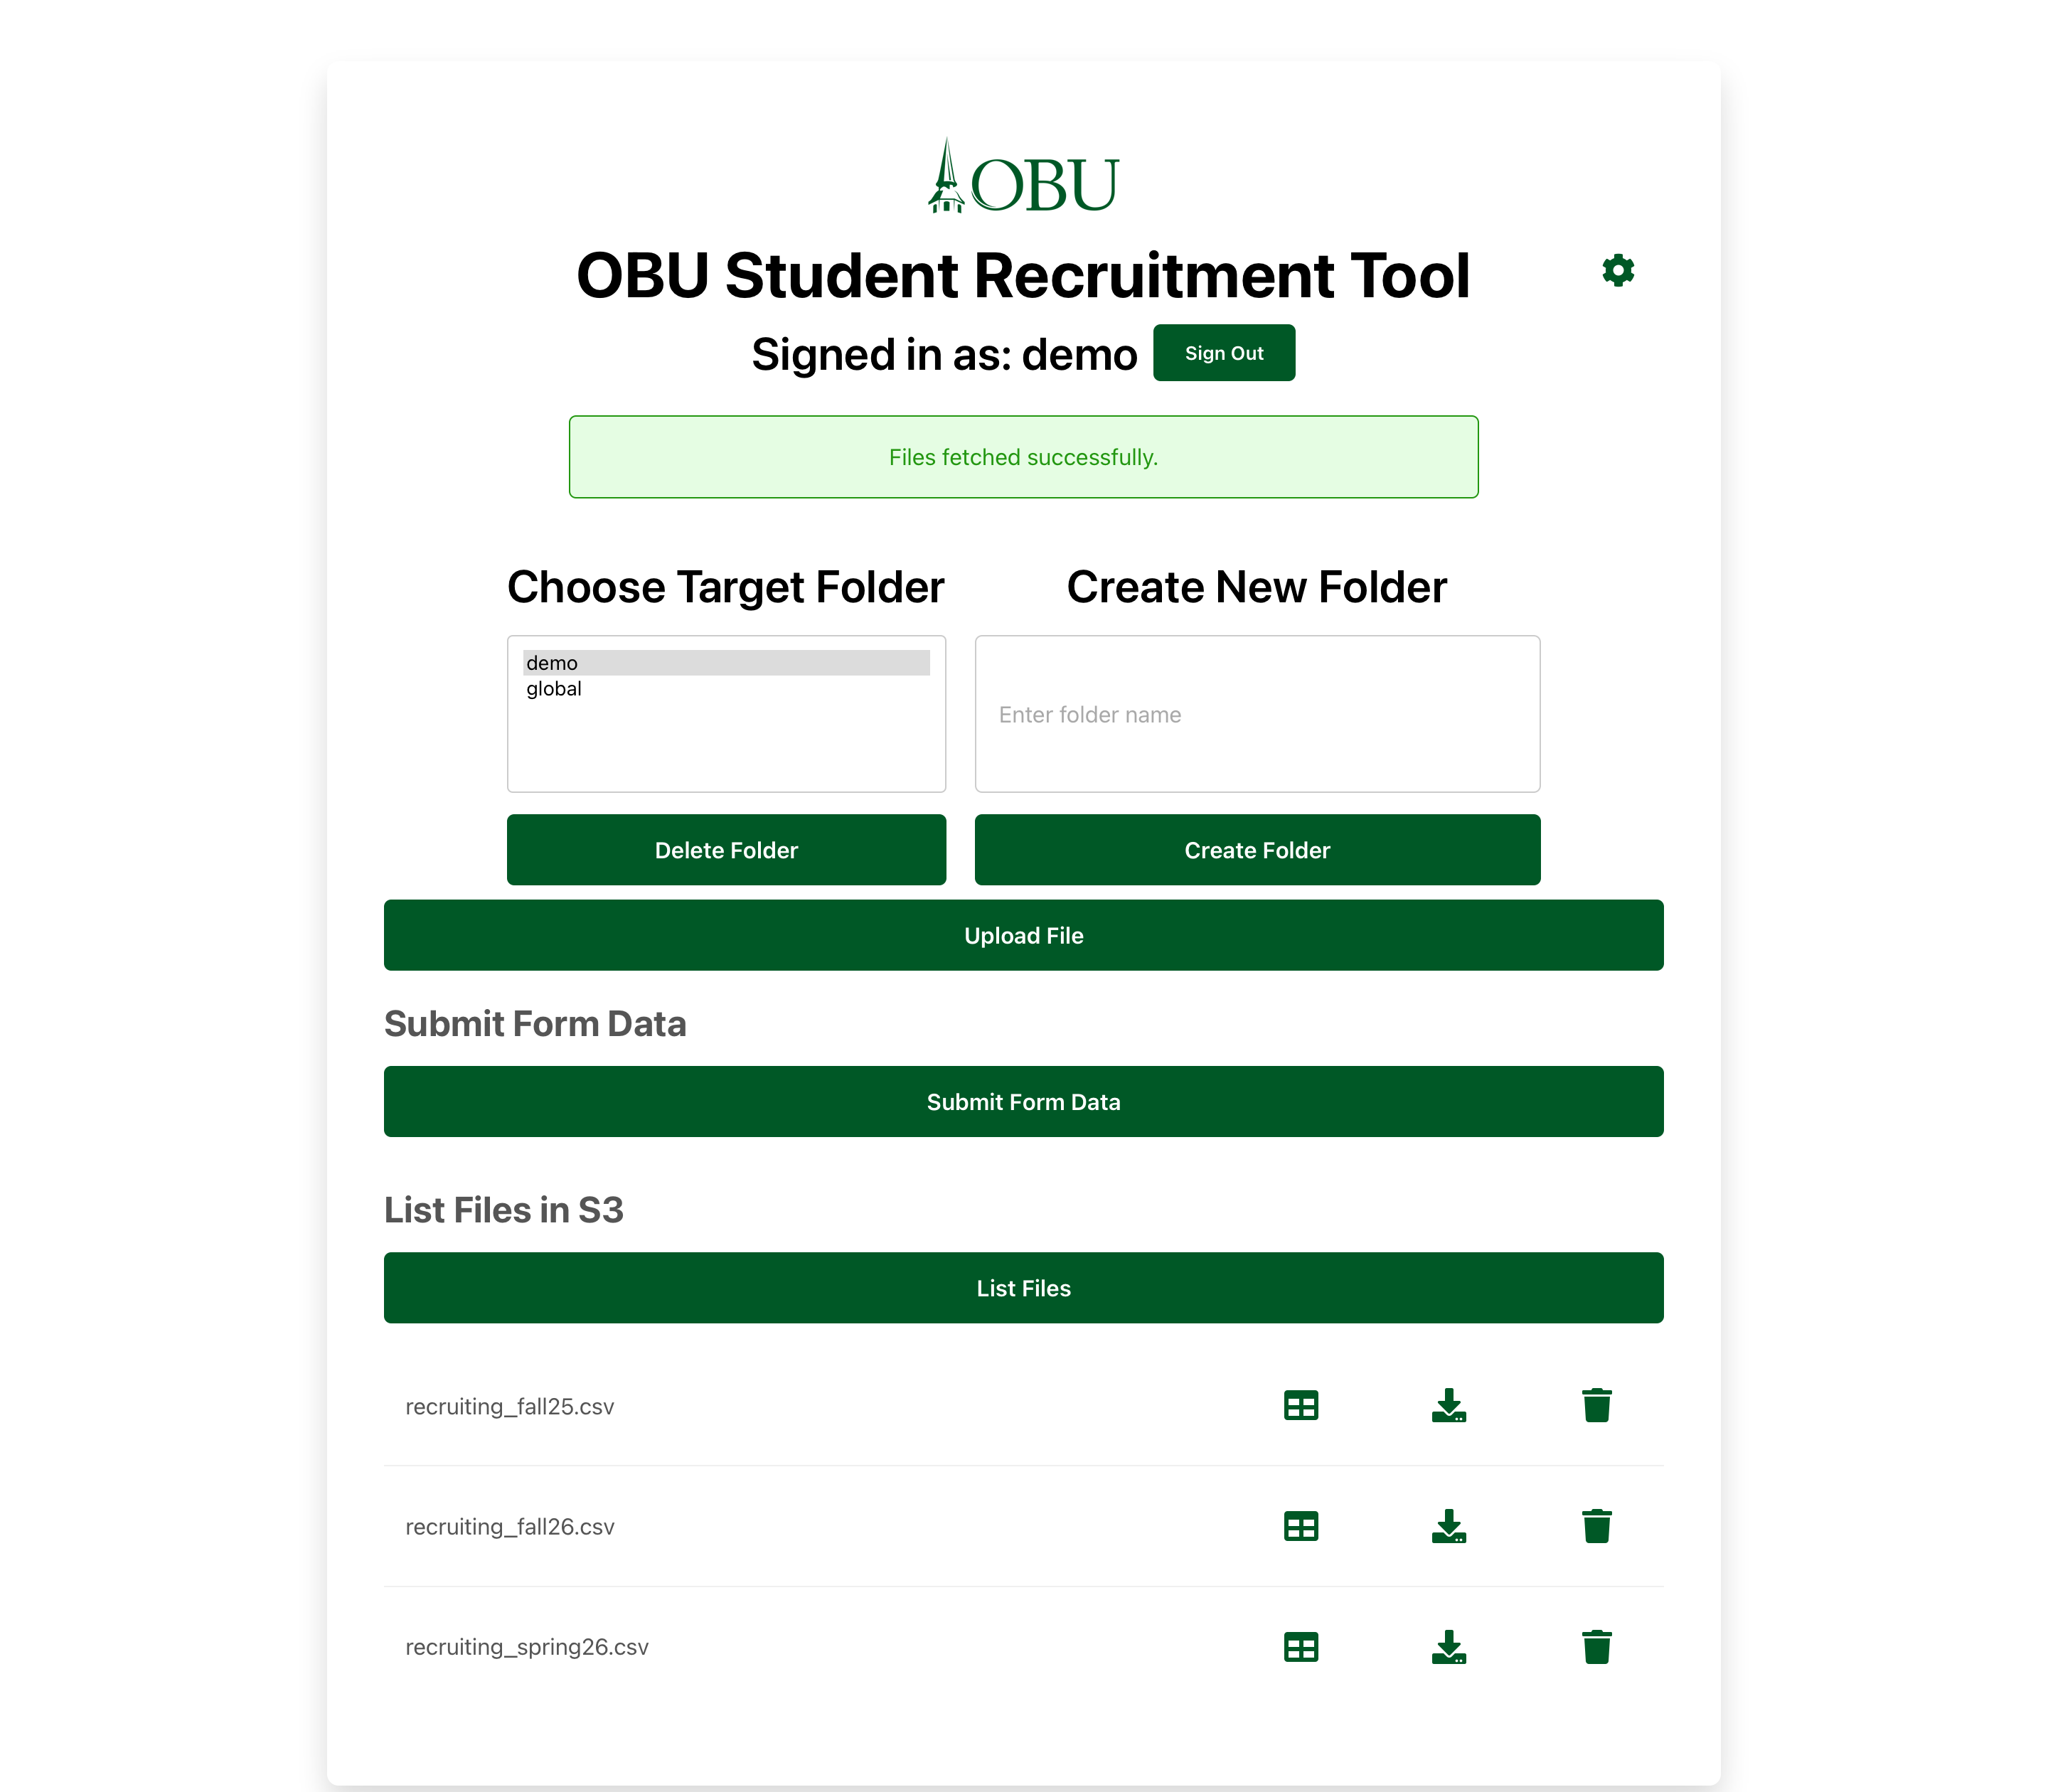 OBU
OBU Student Recruitment Tool
Signed in as: demo
Sign Out
Files fetched successfully.
Choose Target Folder
Create New Folder
demo
global
Enter folder name
Delete Folder
Create Folder
Upload File
Submit Form Data
Submit Form Data
List Files in S3
List Files
recruiting_fall25.csv
recruiting_fall26.csv
recruiting_spring26.csv